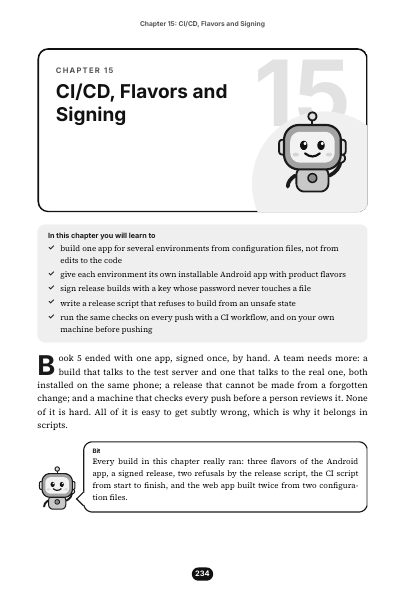 Chapter 15: CI/CD, Flavors and Signing
CHAPTER 15
15
CI/CD, Flavors and
Signing
In this chapter you will learn to
✓ build one app for several environments from configuration files, not from
edits to the code
✓ give each environment its own installable Android app with product flavors
✓ sign release builds with a key whose password never touches a file
✓ write a release script that refuses to build from an unsafe state
✓ run the same checks on every push with a CI workflow, and on your own
machine before pushing
Book 5 ended with one app, signed once, by hand. A team needs more: a
build that talks to the test server and one that talks to the real one, both
installed on the same phone; a release that cannot be made from a forgotten
change; and a machine that checks every push before a person reviews it. None
of it is hard. All of it is easy to get subtly wrong, which is why it belongs in
scripts.
Bit
Every build in this chapter really ran: three flavors of the Android
app, a signed release, two refusals by the release script, the CI script
from start to finish, and the web app built twice from two configura-
tion files.
234